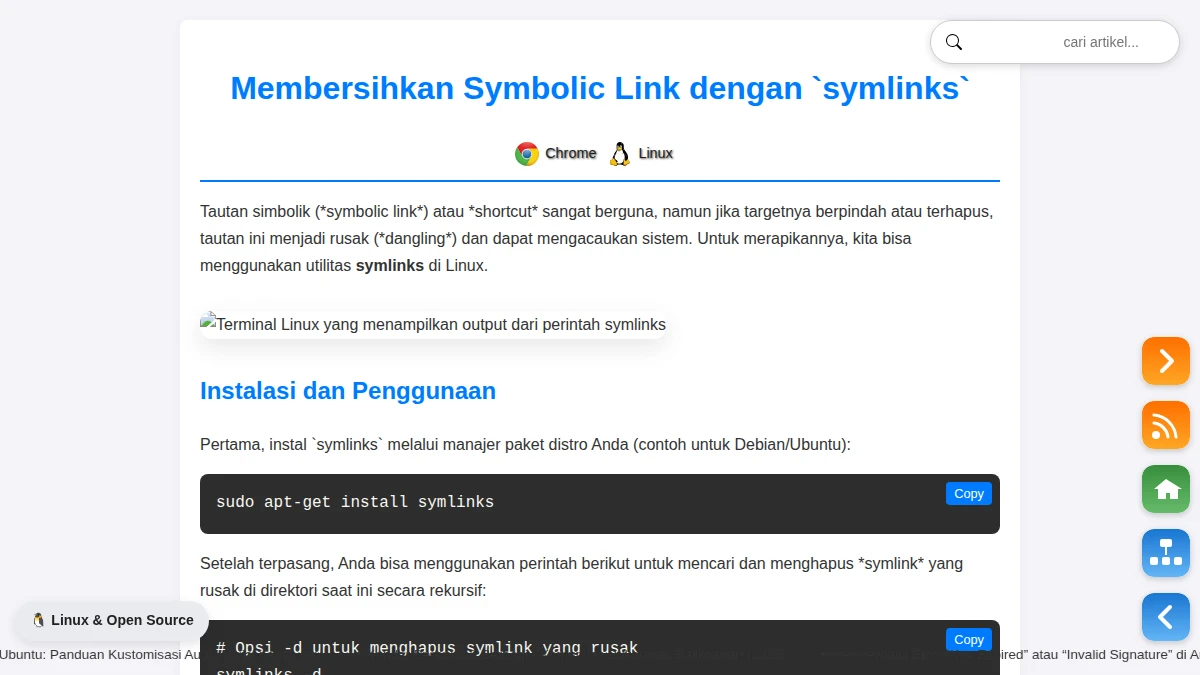 cari artikel...
Membersihkan Symbolic Link dengan `symlinks`
Chrome Linux
Tautan simbolik (*symbolic link*) atau *shortcut* sangat berguna, namun jika targetnya berpindah atau terhapus,
tautan ini menjadi rusak (*dangling*) dan dapat mengacaukan sistem. Untuk merapikannya, kita bisa
menggunakan utilitas symlinks di Linux.
Terminal Linux yang menampilkan output dari perintah symlinks
Instalasi dan Penggunaan
Pertama, instal `symlinks` melalui manajer paket distro Anda (contoh untuk Debian/Ubuntu):
sudo apt-get install symlinks
Copy
Setelah terpasang, Anda bisa menggunakan perintah berikut untuk mencari dan menghapus *symlink* yang
rusak di direktori saat ini secara rekursif:
Linux & Open Source
# Opsi -d untuk menghapus symlink yang rusak
Copy
Ubuntu: Panduan Kustomisasi
atau “Invalid Signature” di
symlinks -d